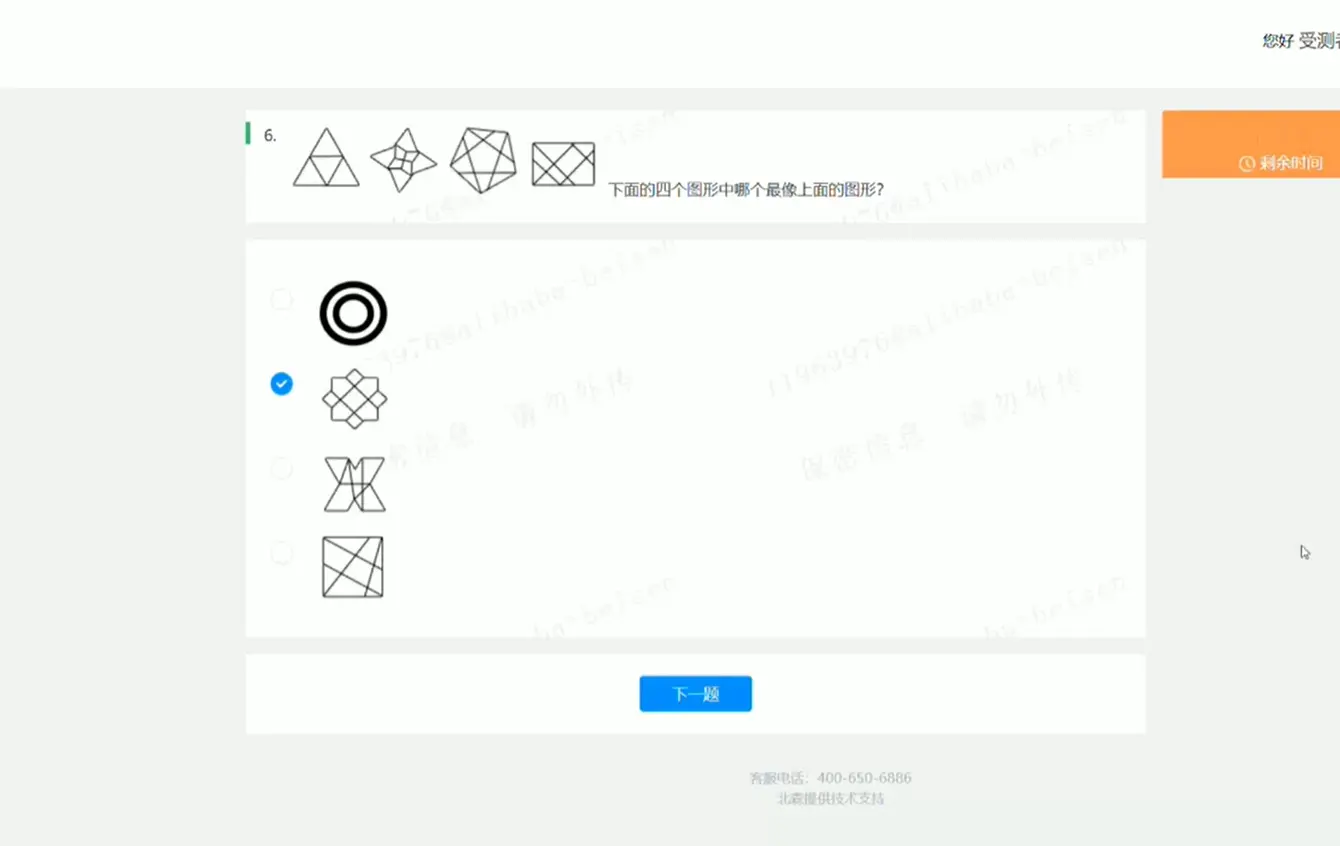 您好 受测者
6.
下面的四个图形中哪个最像上面的图形?
剩余时间
下一题
客服电话：400-650-6886
北森提供技术支持
保密信息 请勿外传
11963976@alibaba-beisen